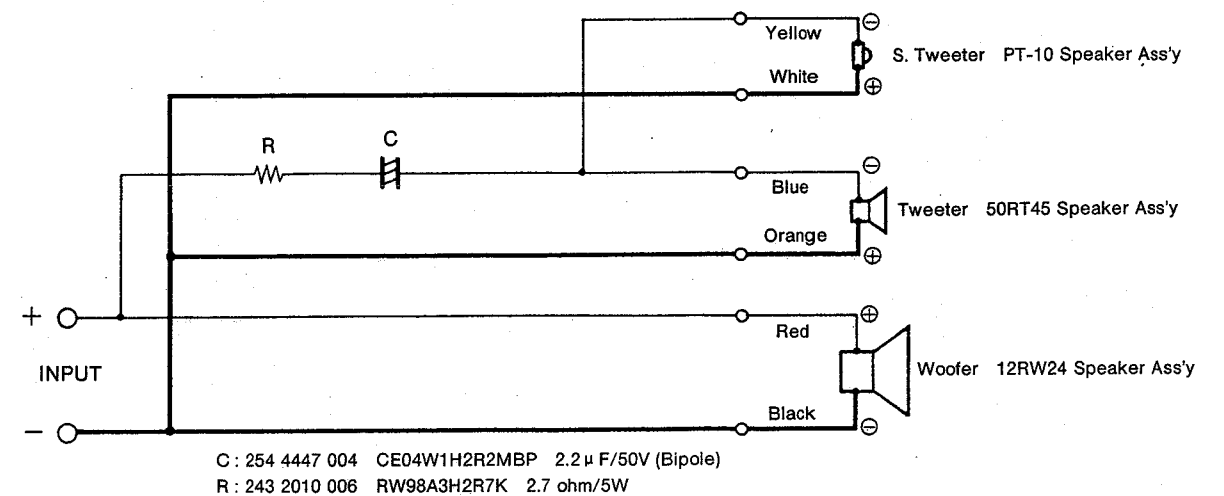 Yellow
⊖
S. Tweeter PT-10 Speaker Ass'y
White
⊕
R
C
⊖
Blue
Tweeter 50RT45 Speaker Ass'y
Orange
⊕
+
⊕
Red
INPUT
Woofer 12RW24 Speaker Ass'y
Black
−
⊖
C : 254 4447 004 CE04W1H2R2MBP 2.2 μ F/50V (Bipole)
R : 243 2010 006 RW98A3H2R7K 2.7 ohm/5W